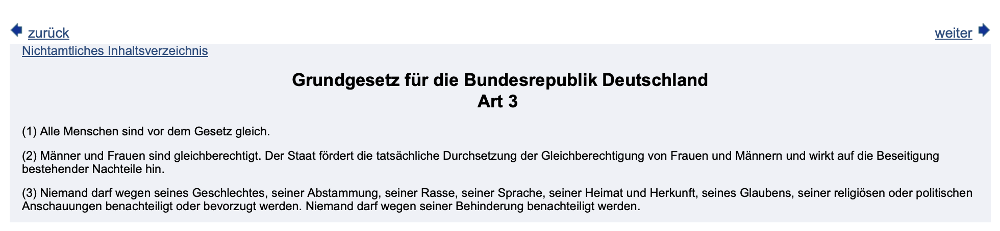 zurück
weiter
Nichtamtliches Inhaltsverzeichnis
Grundgesetz für die Bundesrepublik Deutschland
Art 3
(1) Alle Menschen sind vor dem Gesetz gleich.
(2) Männer und Frauen sind gleichberechtigt. Der Staat fördert die tatsächliche Durchsetzung der Gleichberechtigung von Frauen und Männern und wirkt auf die Beseitigung
bestehender Nachteile hin.
(3) Niemand darf wegen seines Geschlechtes, seiner Abstammung, seiner Rasse, seiner Sprache, seiner Heimat und Herkunft, seines Glaubens, seiner religiösen oder politischen
Anschauungen benachteiligt oder bevorzugt werden. Niemand darf wegen seiner Behinderung benachteiligt werden.